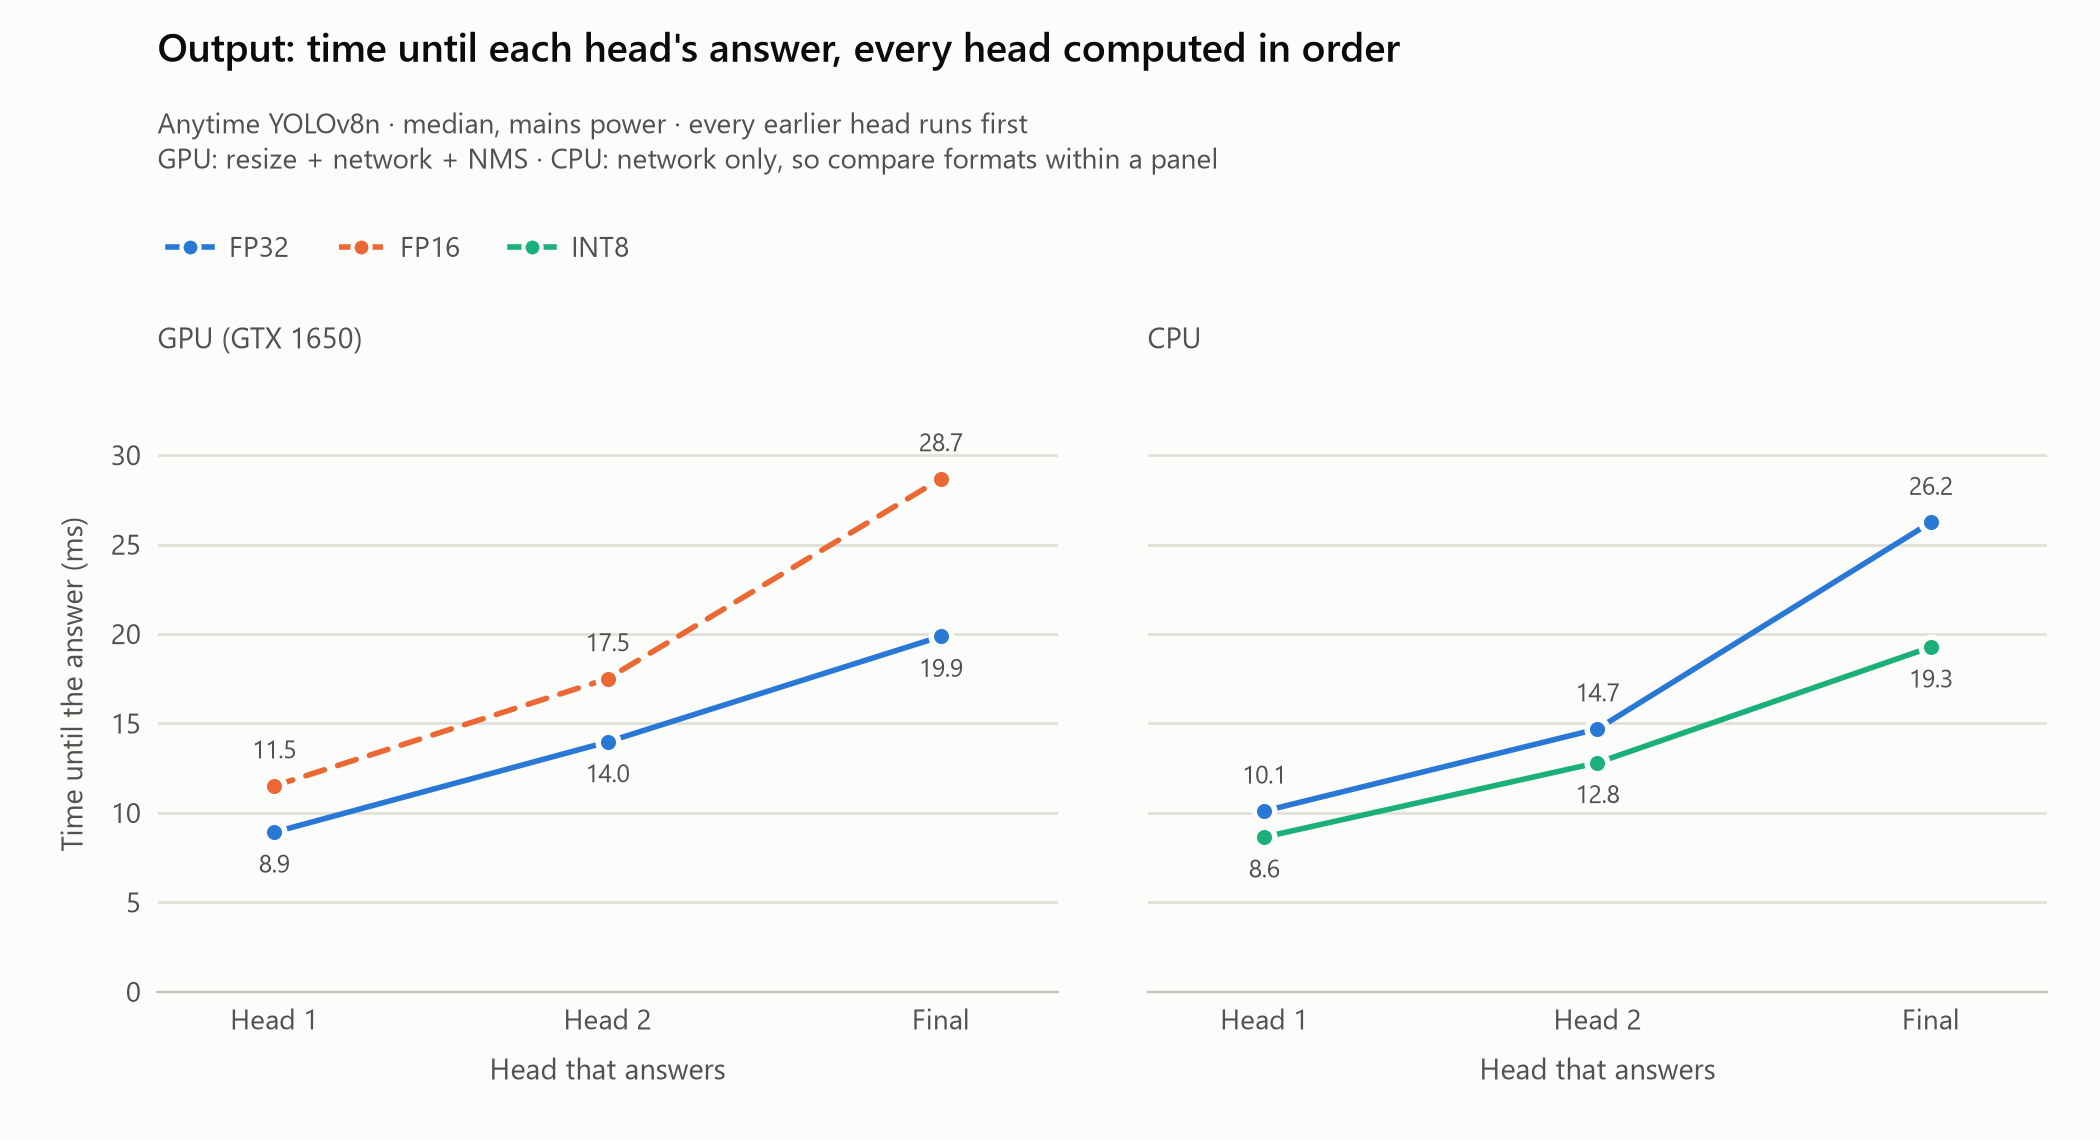 Output: time until each head's answer, every head computed in order
Anytime YOLOv8n · median, mains power · every earlier head runs first
GPU: resize + network + NMS · CPU: network only, so compare formats within a panel
FP32
FP16
INT8
GPU (GTX 1650)
Time until the answer (ms)
30
25
20
15
10
5
0
11.5
17.5
28.7
8.9
14.0
19.9
Head 1
Head 2
Final
Head that answers
CPU
10.1
14.7
26.2
8.6
12.8
19.3
Head 1
Head 2
Final
Head that answers